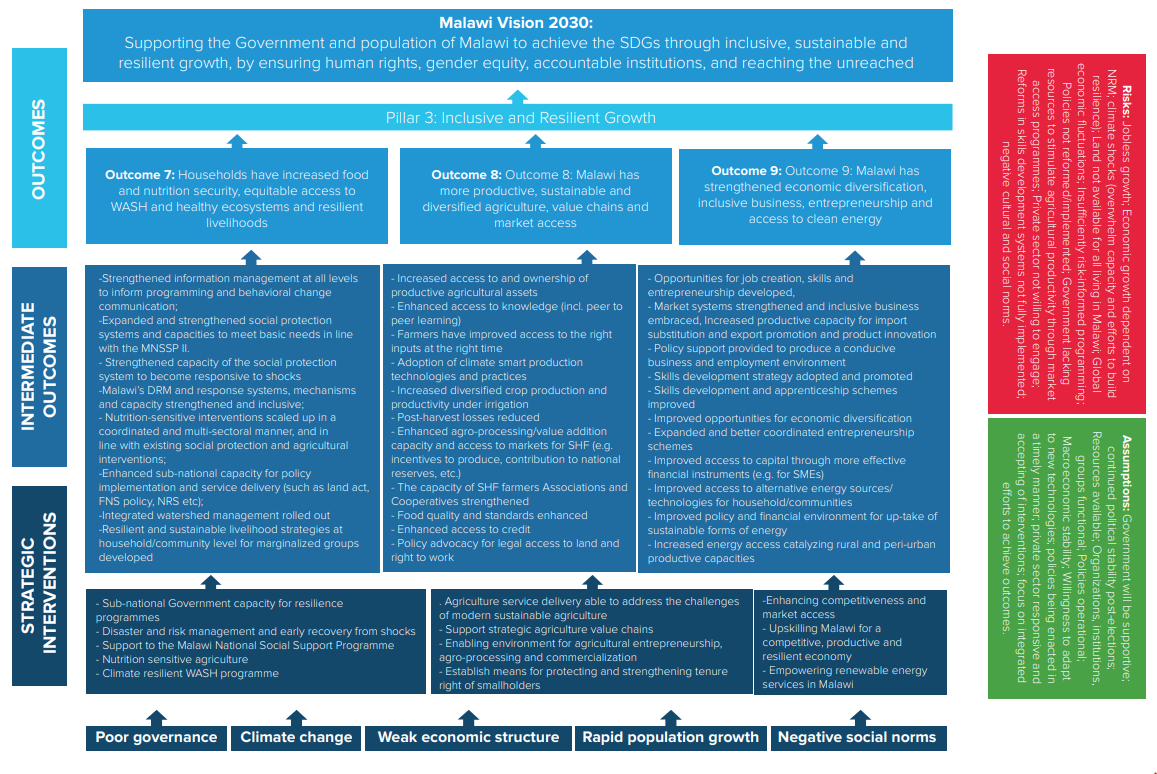 Malawi Vision 2030:
Supporting the Government and population of Malawi to achieve the SDGs through inclusive, sustainable and
resilient growth, by ensuring human rights, gender equity, accountable institutions, and reaching the unreached
OUTCOMES
Pillar 3: Inclusive and Resilient Growth
Outcome 7: Households have increased food
and nutrition security, equitable access to
WASH and healthy ecosystems and resilient
livelihoods
Outcome 8: Outcome 8: Malawi has
more productive, sustainable and
diversified agriculture, value chains and
market access
Outcome 9: Outcome 9: Malawi has
strengthened economic diversification,
inclusive business, entrepreneurship and
access to clean energy
INTERMEDIATE
OUTCOMES
-Strengthened information management at all levels
to inform programming and behavioral change
communication;
-Expanded and strengthened social protection
systems and capacities to meet basic needs in line
with the MNSSP II.
- Strengthened capacity of the social protection
system to become responsive to shocks
-Malawi's DRM and response systems, mechanisms
and capacity strengthened and inclusive;
- Nutrition-sensitive interventions scaled up in a
coordinated and multi-sectoral manner, and in
line with existing social protection and agricultural
interventions;
-Enhanced sub-national capacity for policy
implementation and service delivery (such as land act,
FNS policy, NRS etc);
-Integrated watershed management rolled out
-Resilient and sustainable livelihood strategies at
household/community level for marginalized groups
developed
- Increased access to and ownership of
productive agricultural assets
- Enhanced access to knowledge (incl. peer to
peer learning)
- Farmers have improved access to the right
inputs at the right time
- Adoption of climate smart production
technologies and practices
- Increased diversified crop production and
productivity under irrigation
- Post-harvest losses reduced
- Enhanced agro-processing/value addition
capacity and access to markets for SHF (e.g.
incentives to produce, contribution to national
reserves, etc.)
- The capacity of SHF farmers Associations and
Cooperatives strengthened
- Food quality and standards enhanced
- Enhanced access to credit
- Policy advocacy for legal access to land and
right to work
- Opportunities for job creation, skills and
entrepreneurship developed,
- Market systems strengthened and inclusive business
embraced, Increased productive capacity for import
substitution and export promotion and product innovation
- Policy support provided to produce a conducive
business and employment environment
- Skills development strategy adopted and promoted
- Skills development and apprenticeship schemes
improved
- Improved opportunities for economic diversification
- Expanded and better coordinated entrepreneurship
schemes
- Improved access to capital through more effective
financial instruments (e.g. for SMEs)
- Improved access to alternative energy sources/
technologies for household/communities
- Improved policy and financial environment for up-take of
sustainable forms of energy
- Increased energy access catalyzing rural and peri-urban
productive capacities
STRATEGIC
INTERVENTIONS
- Sub-national Government capacity for resilience
programmes
- Disaster and risk management and early recovery from shocks
- Support to the Malawi National Social Support Programme
- Nutrition sensitive agriculture
- Climate resilient WASH programme
. Agriculture service delivery able to address the challenges
of modern sustainable agriculture
- Support strategic agriculture value chains
- Enabling environment for agricultural entrepreneurship,
agro-processing and commercialization
- Establish means for protecting and strengthening tenure
right of smallholders
-Enhancing competitiveness and
market access
- Upskilling Malawi for a
competitive, productive and
resilient economy
- Empowering renewable energy
services in Malawi
Poor governance
Climate change
Weak economic structure
Rapid population growth
Negative social norms
Risks: Jobless growth; Economic growth dependent on
NRM; climate shocks (overwhelm capacity and efforts to build
resilience); Land not available for all living in Malawi; Global
economic fluctuations; Insufficiently risk-informed programming;
Policies not reformed/implemented; Government lacking
resources to stimulate agricultural productivity through market
access programmes; Private sector not willing to engage;
Reforms in skills development systems not fully implemented;
negative cultural and social norms.
Assumptions: Government will be supportive;
continued political stability post-elections;
Resources available; Organizations, institutions,
groups functional; Policies operational;
Macroeconomic stability; Willingness to adapt
to new technologies; policies being enacted in
a timely manner; private sector responsive and
accepting of interventions; focus on integrated
efforts to achieve outcomes.